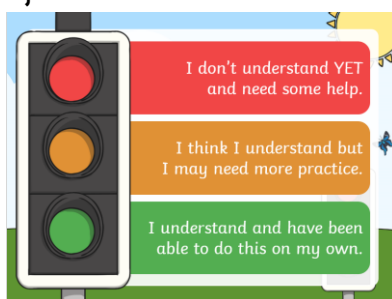 I don't understand YET
and need some help.
I think I understand but
I may need more practice.
I understand and have been
able to do this on my own.